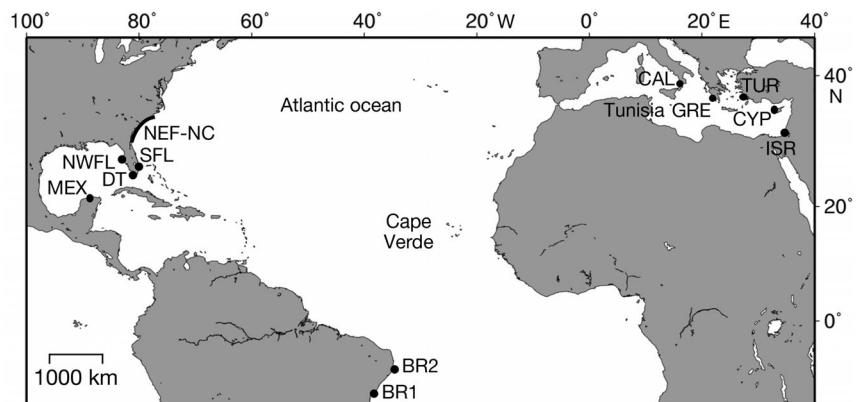 100° 80° 60° 40° 20° W 0° 20° E 40°
40°
N
20°
0°
Atlantic ocean
NEF-NC
NWFL
SFL
DT
MEX
Cape
Verde
CAL
TUR
Tunisia GRE
CYP
ISR
1000 km
BR2
BR1